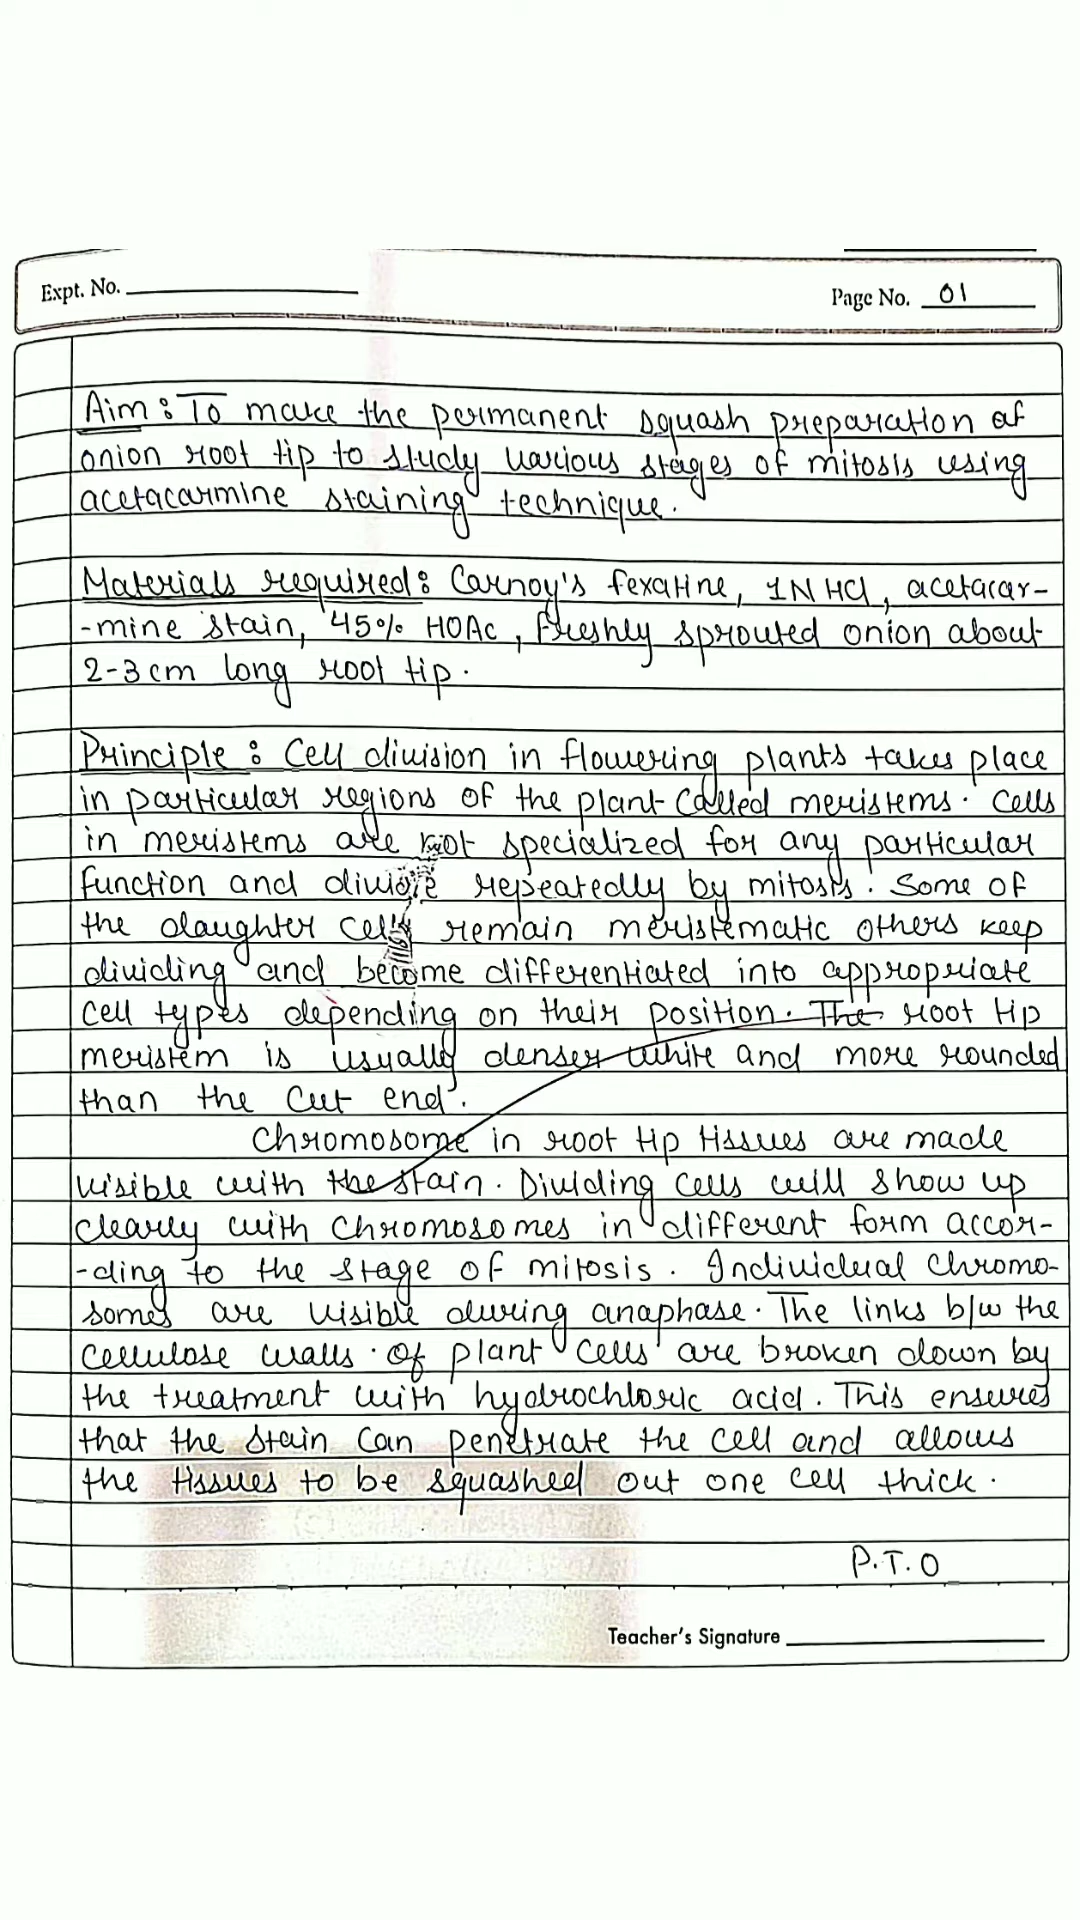 Expt. No.
Page No. 01
Aim : To make the permanent squash preparation of
onion root tip to study various stages of mitosis using
acetacarmine staining technique.
Materials required : Carnoy's fexatine, 1N HCl, acetacar-
-mine stain, 45% HOAc, freshly sprouted onion about
2-3 cm long root tip.
Principle : Cell division in flowering plants takes place
in particular regions of the plant called meristems. Cells
in meristems are not specialized for any particular
function and divide repeatedly by mitosis. Some of
the daughter cells remain meristematic others keep
dividing and become differentiated into appropriate
cell types depending on their position. The root tip
meristem is usually denser white and more rounded
than the cut end.
Chromosome in root tip tissues are made
visible with the stain. Dividing cells will show up
clearly with chromosomes in different form accor-
-ding to the stage of mitosis. Individual chromo-
somes are visible during anaphase. The links b/w the
cellulose walls of plant cells are broken down by
the treatment with hydrochloric acid. This ensures
that the stain can penetrate the cell and allows
the tissues to be squashed out one cell thick.
P.T.O
Teacher's Signature